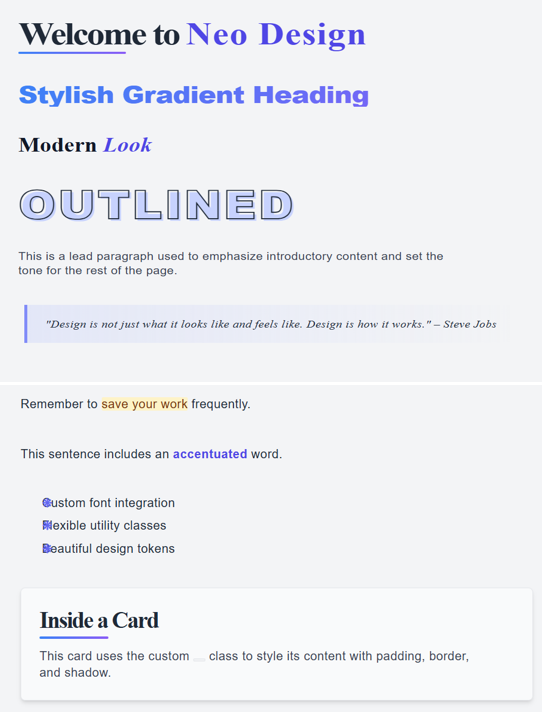 Welcome to Neo Design
Stylish Gradient Heading
Modern Look
OUTLINED
This is a lead paragraph used to emphasize introductory content and set the
tone for the rest of the page.
"Design is not just what it looks like and feels like. Design is how it works." – Steve Jobs
Remember to save your work frequently.
This sentence includes an accentuated word.
Custom font integration
Flexible utility classes
Beautiful design tokens
Inside a Card
This card uses the custom class to style its content with padding, border,
and shadow.